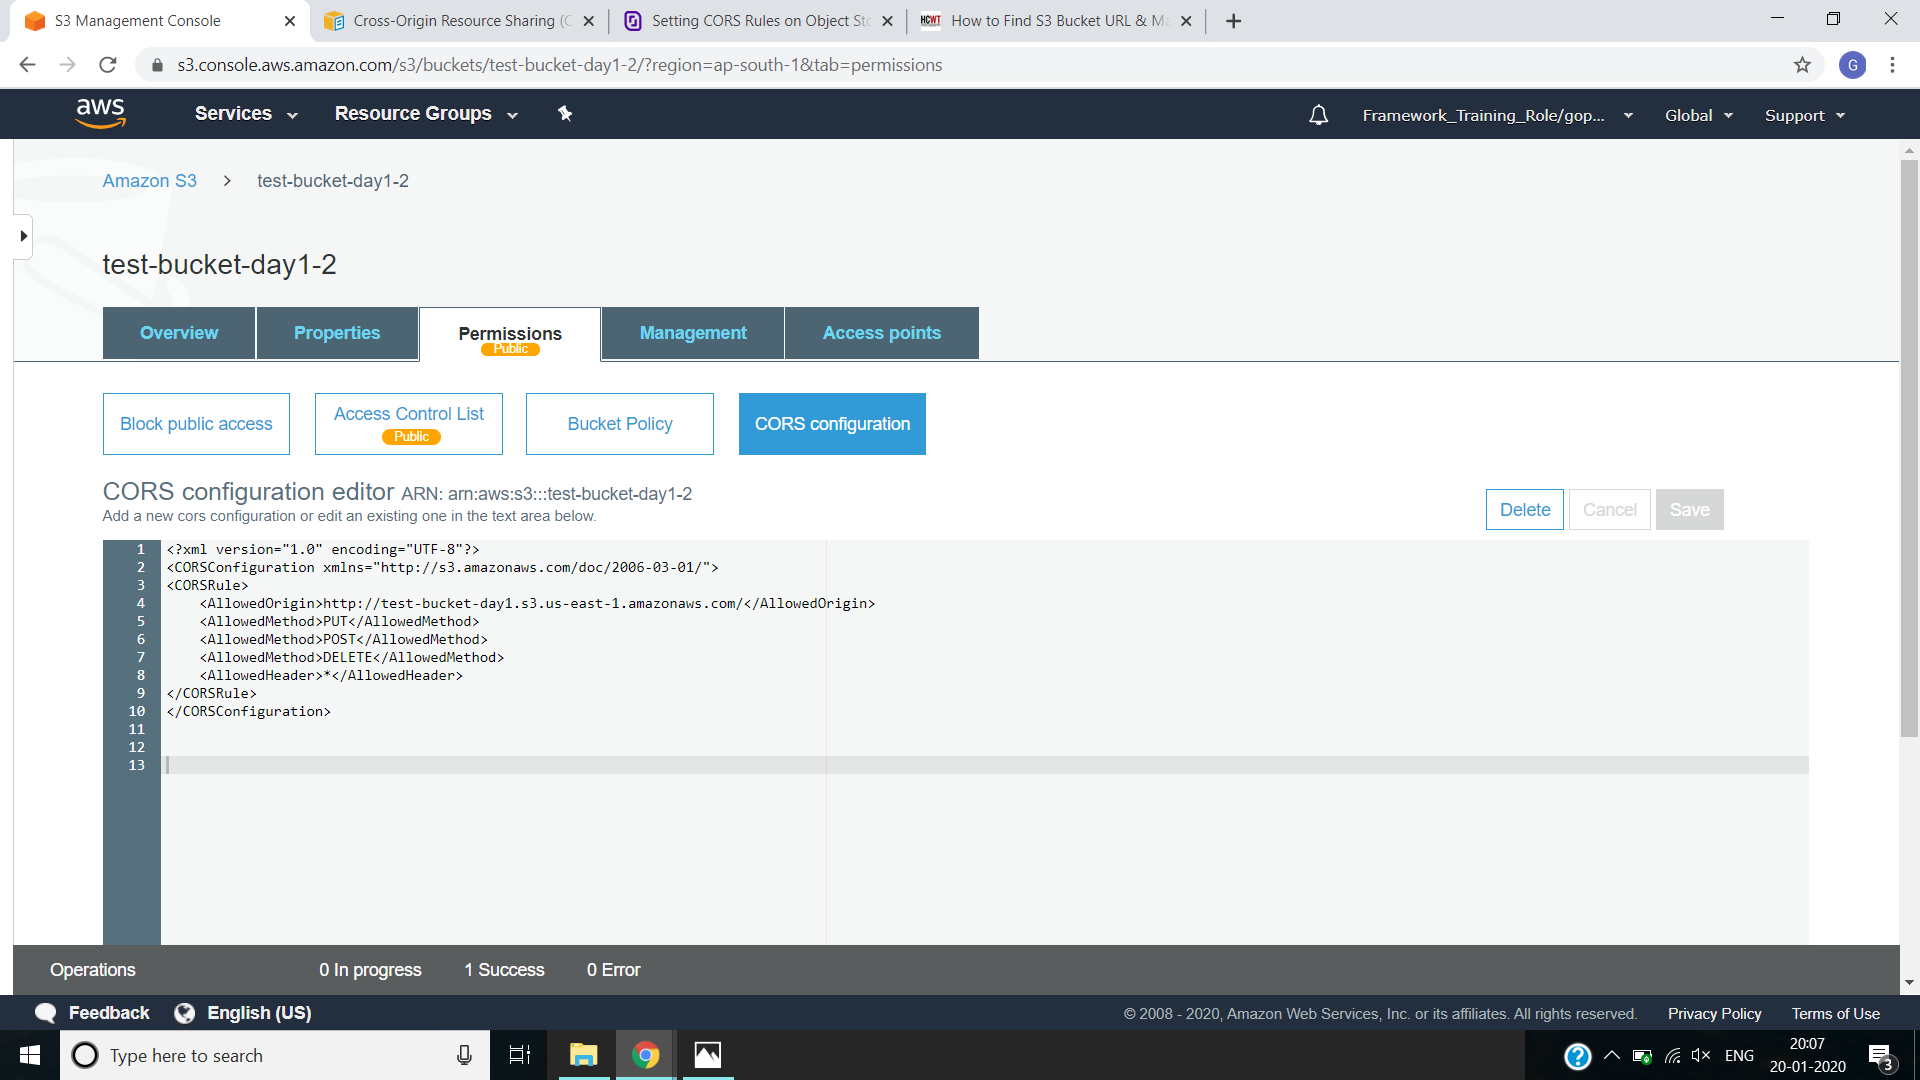 S3 Management Console
Cross-Origin Resource Sharing (C
Setting CORS Rules on Object Sto
HCWT How to Find S3 Bucket URL & Ma
s3.console.aws.amazon.com/s3/buckets/test-bucket-day1-2/?region=ap-south-1&tab=permissions
G
aws
Services
Resource Groups
Framework_Training_Role/gop...
Global
Support
Amazon S3 > test-bucket-day1-2
test-bucket-day1-2
Overview
Properties
Permissions
Public
Management
Access points
Block public access
Access Control List
Public
Bucket Policy
CORS configuration
CORS configuration editor ARN: arn:aws:s3:::test-bucket-day1-2
Add a new cors configuration or edit an existing one in the text area below.
Delete
Cancel
Save
1 <?xml version="1.0" encoding="UTF-8"?>
2 <CORSConfiguration xmlns="http://s3.amazonaws.com/doc/2006-03-01/">
3 <CORSRule>
4 <AllowedOrigin>http://test-bucket-day1.s3.us-east-1.amazonaws.com/</AllowedOrigin>
5 <AllowedMethod>PUT</AllowedMethod>
6 <AllowedMethod>POST</AllowedMethod>
7 <AllowedMethod>DELETE</AllowedMethod>
8 <AllowedHeader>*</AllowedHeader>
9 </CORSRule>
10 </CORSConfiguration>
11
12
13
Operations
0 In progress
1 Success
0 Error
Feedback
English (US)
© 2008 - 2020, Amazon Web Services, Inc. or its affiliates. All rights reserved.
Privacy Policy
Terms of Use
Type here to search
ENG
20:07
20-01-2020
3